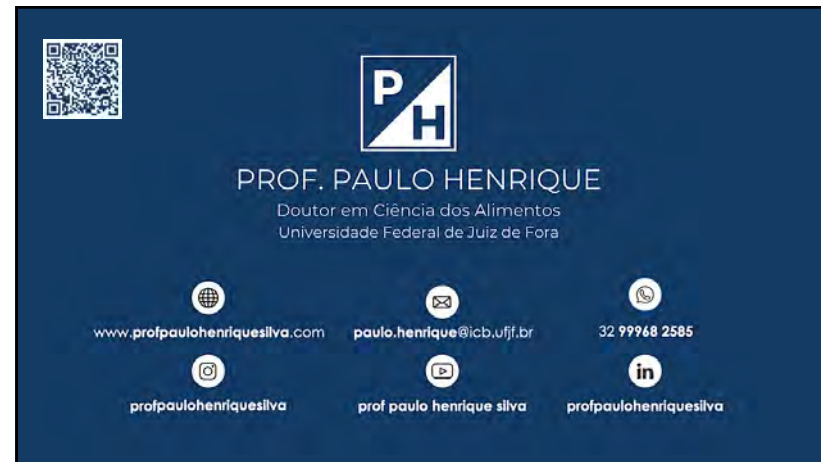 P
H
PROF. PAULO HENRIQUE
Doutor em Ciência dos Alimentos
Universidade Federal de Juiz de Fora
www.profpaulohenriquesilva.com
paulo.henrique@icb.ufjf.br
32 99968 2585
in
profpaulohenriquesilva
prof paulo henrique silva
profpaulohenriquesilva